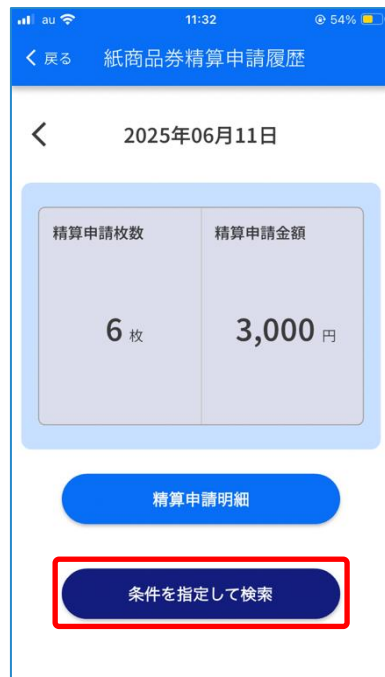 au 11:32 54%
戻る 紙商品券精算申請履歴
2025年06月11日
精算申請枚数 精算申請金額
6 枚 3,000 円
精算申請明細
条件を指定して検索